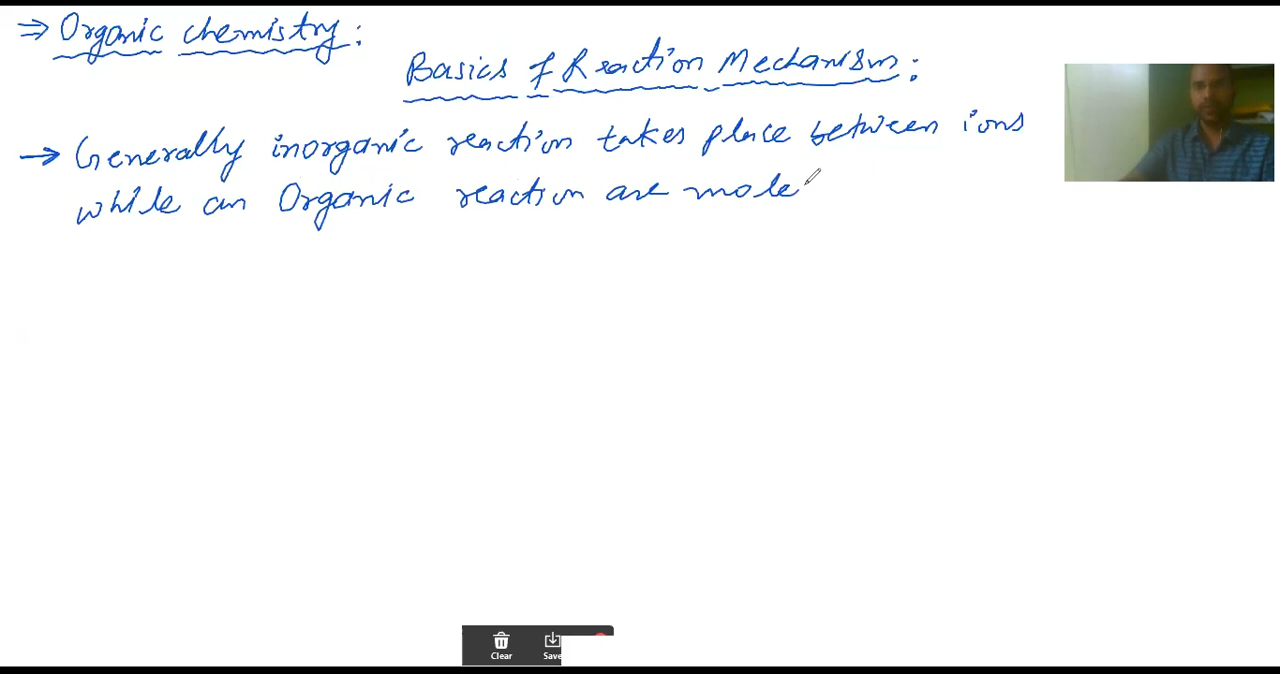 ⇒ Organic chemistry:
Basics of Reaction Mechanism:
→ Generally inorganic reaction takes place between ions
while an Organic reaction are mole
Clear Save